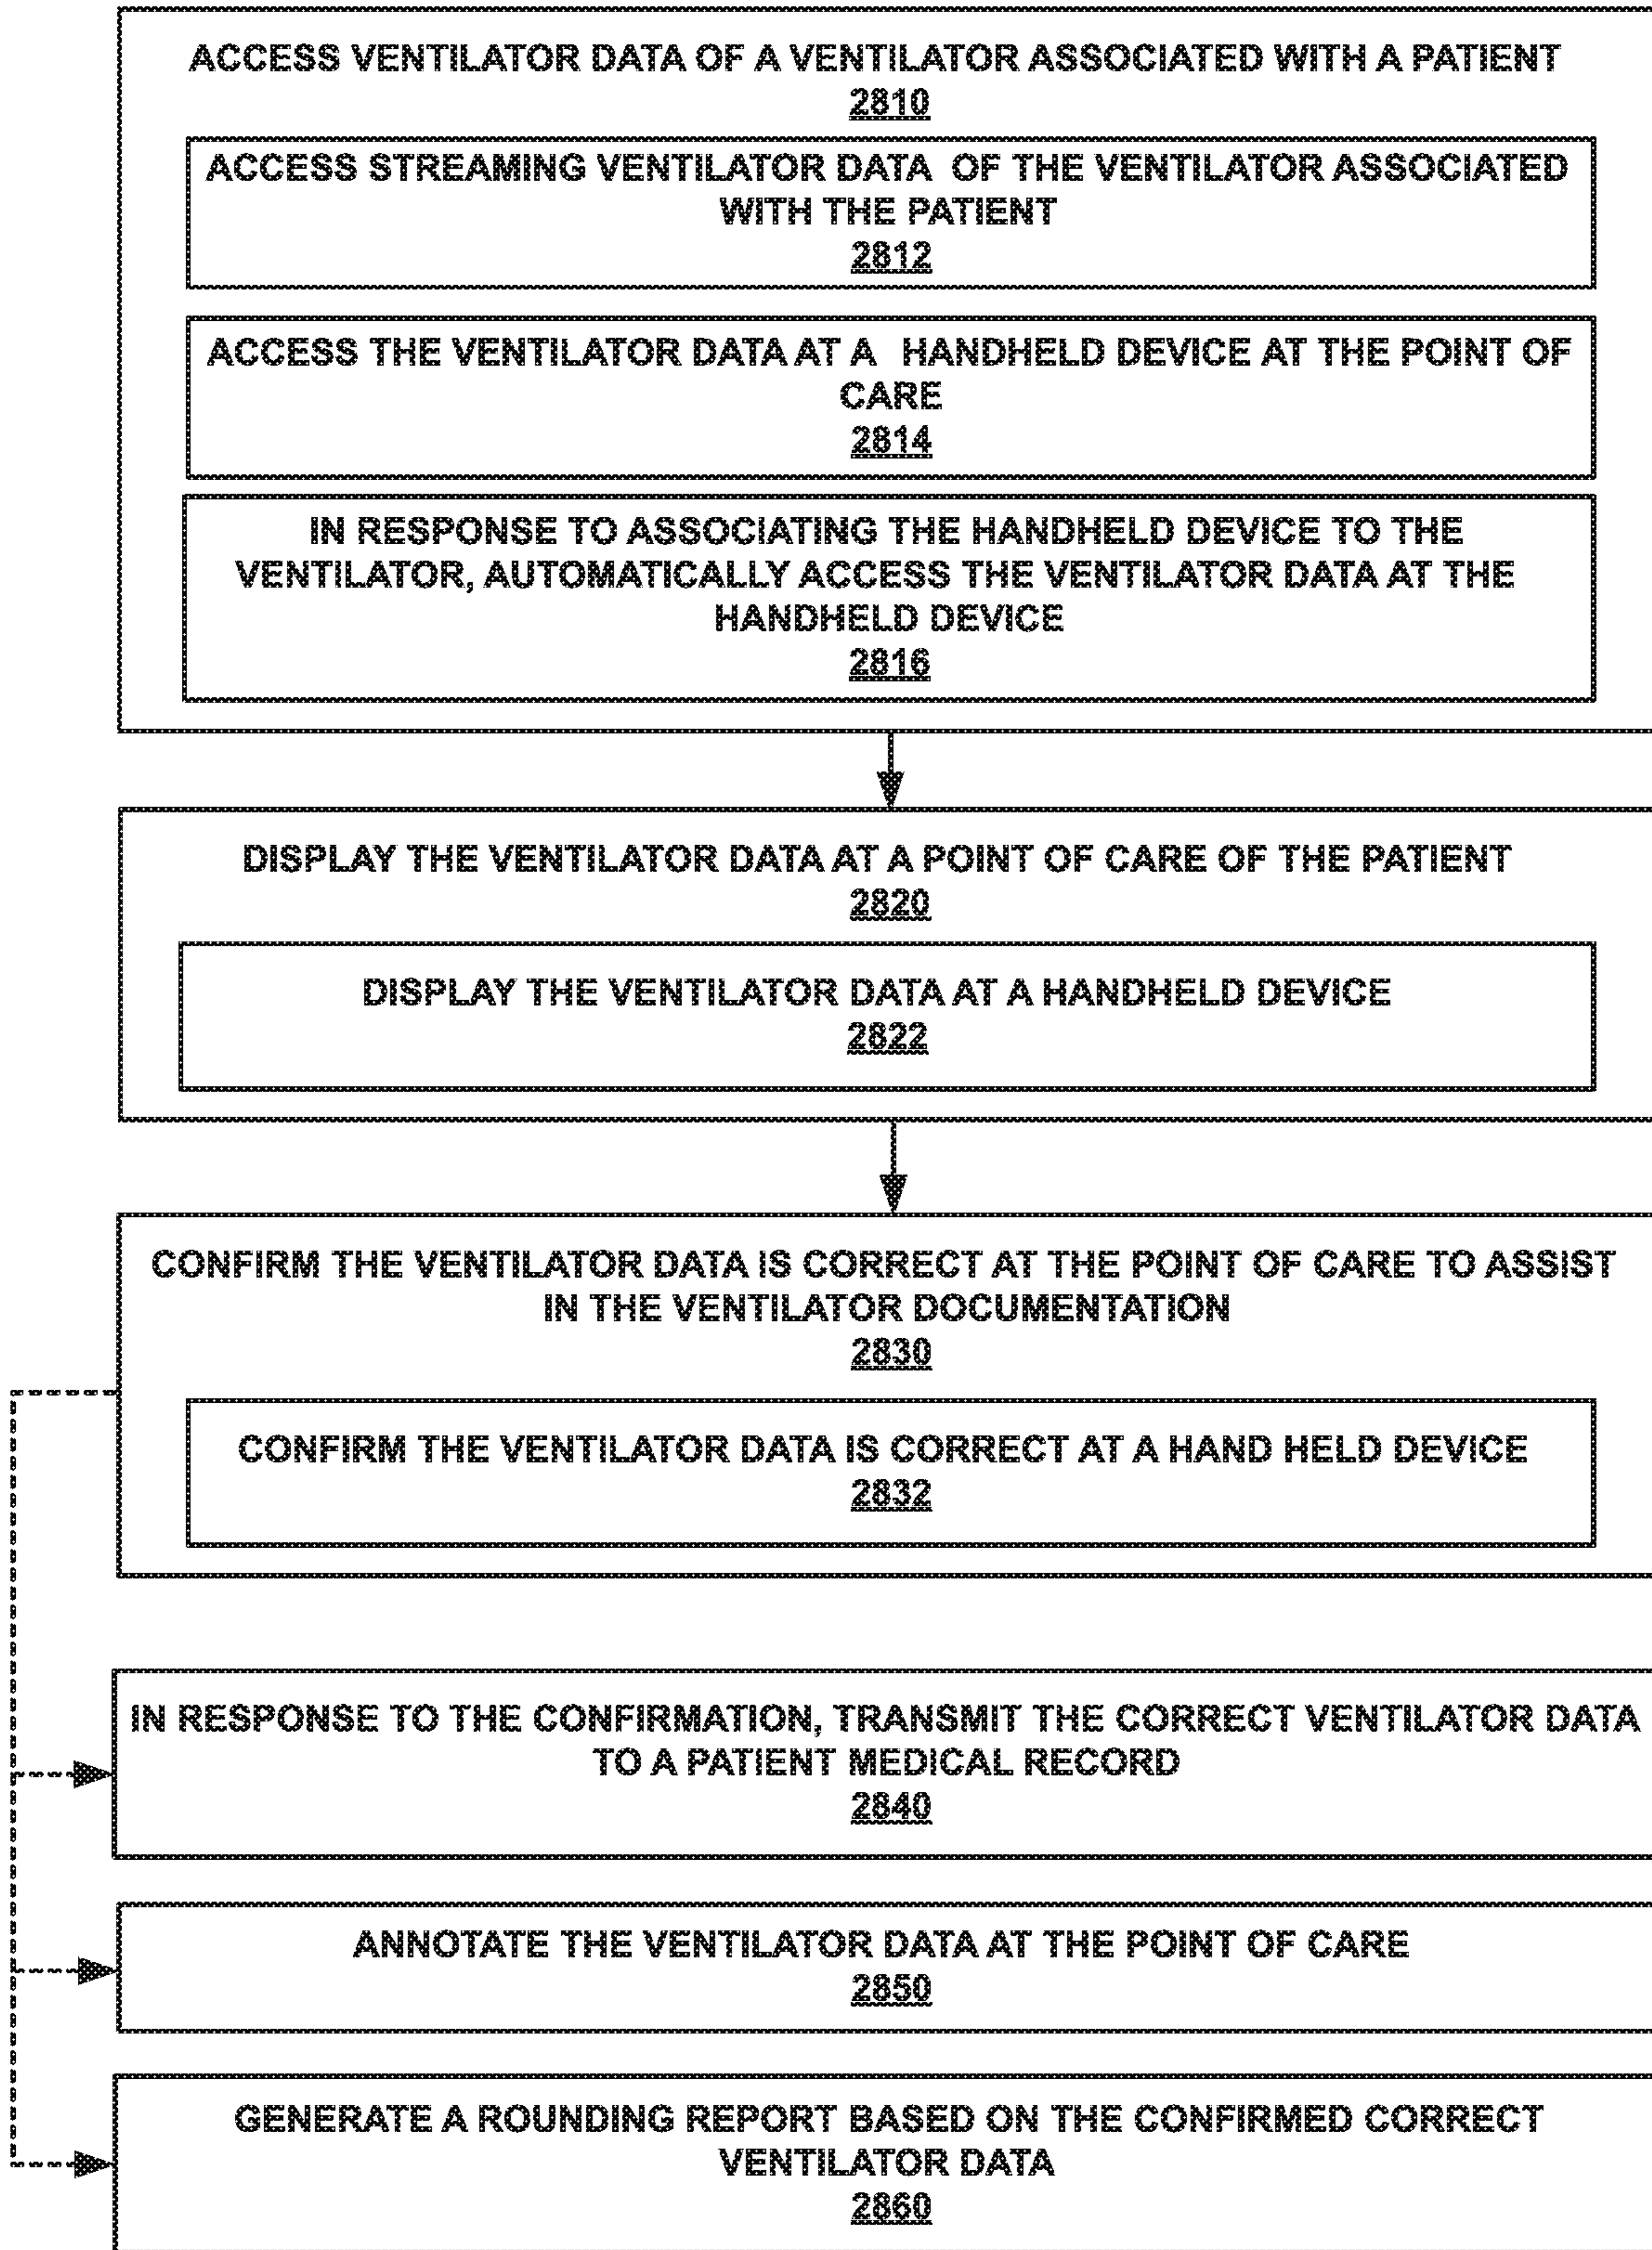 ACCESS VENTILATOR DATA OF A VENTILATOR ASSOCIATED WITH A PATIENT
2810
ACCESS STREAMING VENTILATOR DATA OF THE VENTILATOR ASSOCIATED
WITH THE PATIENT
2812
ACCESS THE VENTILATOR DATA AT A HANDHELD DEVICE AT THE POINT OF
CARE
2814
IN RESPONSE TO ASSOCIATING THE HANDHELD DEVICE TO THE
VENTILATOR, AUTOMATICALLY ACCESS THE VENTILATOR DATA AT THE
HANDHELD DEVICE
2816
DISPLAY THE VENTILATOR DATA AT A POINT OF CARE OF THE PATIENT
2820
DISPLAY THE VENTILATOR DATA AT A HANDHELD DEVICE
2822
CONFIRM THE VENTILATOR DATA IS CORRECT AT THE POINT OF CARE TO ASSIST
IN THE VENTILATOR DOCUMENTATION
2830
CONFIRM THE VENTILATOR DATA IS CORRECT AT A HAND HELD DEVICE
2832
IN RESPONSE TO THE CONFIRMATION, TRANSMIT THE CORRECT VENTILATOR DATA
TO A PATIENT MEDICAL RECORD
2840
ANNOTATE THE VENTILATOR DATA AT THE POINT OF CARE
2850
GENERATE A ROUNDING REPORT BASED ON THE CONFIRMED CORRECT
VENTILATOR DATA
2860